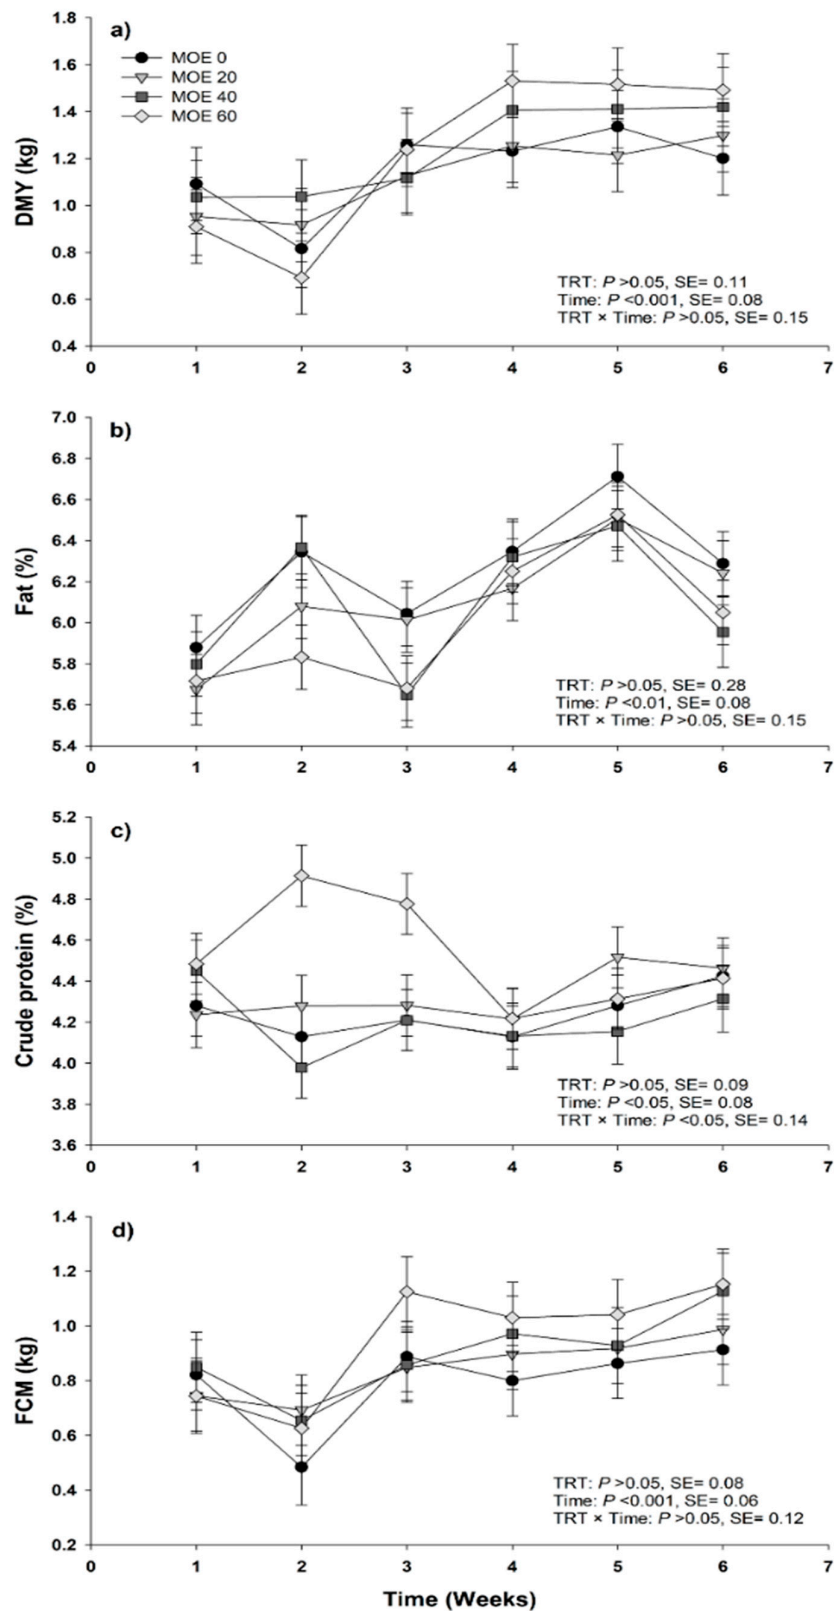 a)
MOE 0
MOE 20
MOE 40
MOE 60
DMY (kg)
1.8
1.6
1.4
1.2
1.0
0.8
0.6
0.4
TRT: P >0.05, SE= 0.11
Time: P <0.001, SE= 0.08
TRT × Time: P >0.05, SE= 0.15
0 1 2 3 4 5 6 7
b)
Fat (%)
7.0
6.8
6.6
6.4
6.2
6.0
5.8
5.6
5.4
TRT: P >0.05, SE= 0.28
Time: P <0.01, SE= 0.08
TRT × Time: P >0.05, SE= 0.15
0 1 2 3 4 5 6 7
c)
Crude protein (%)
5.2
5.0
4.8
4.6
4.4
4.2
4.0
3.8
3.6
TRT: P >0.05, SE= 0.09
Time: P <0.05, SE= 0.08
TRT × Time: P <0.05, SE= 0.14
0 1 2 3 4 5 6 7
d)
FCM (kg)
1.4
1.2
1.0
0.8
0.6
0.4
0.2
TRT: P >0.05, SE= 0.08
Time: P <0.001, SE= 0.06
TRT × Time: P >0.05, SE= 0.12
0 1 2 3 4 5 6 7
Time (Weeks)